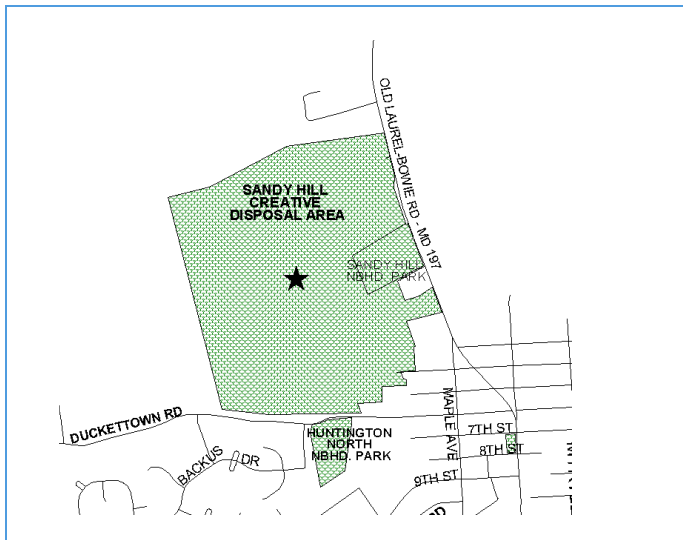 OLD LAUREL-BOWIE RD - MD 197
SANDY HILL
CREATIVE
DISPOSAL AREA
SANDY HILL
NBHD. PARK
DUCKETTOWN RD
MAPLE AVE
HUNTINGTON
NORTH
NBHD. PARK
7TH ST
8TH ST
9TH ST
BACKUS DR